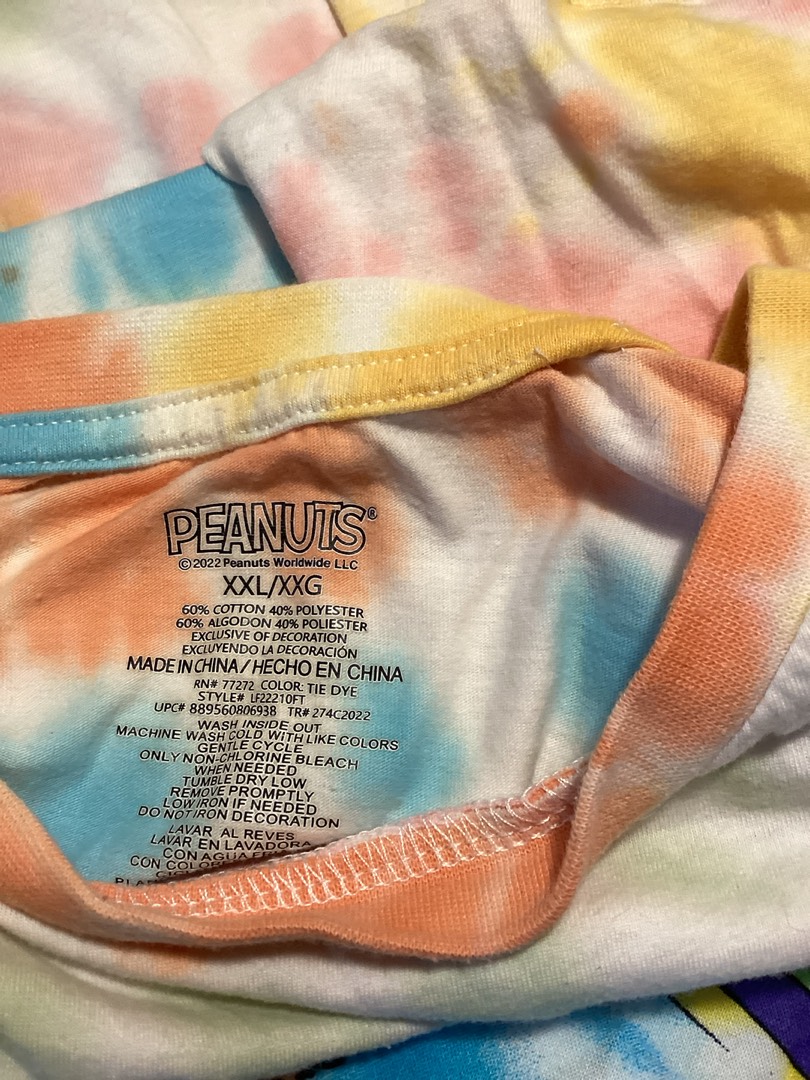 PEANUTS®
©2022 Peanuts Worldwide LLC
XXL/XXG
60% COTTON 40% POLYESTER
60% ALGODON 40% POLIESTER
EXCLUSIVE OF DECORATION
EXCLUYENDO LA DECORACIÓN
MADE IN CHINA / HECHO EN CHINA
RN# 77272 COLOR: TIE DYE
STYLE# LF22210FT
UPC# 889560806938 TR# 274C2022
WASH INSIDE OUT
MACHINE WASH COLD WITH LIKE COLORS
GENTLE CYCLE
ONLY NON-CHLORINE BLEACH
WHEN NEEDED
TUMBLE DRY LOW
REMOVE PROMPTLY
LOW IRON IF NEEDED
DO NOT IRON DECORATION
LAVAR AL REVES
LAVAR EN LAVADORA
CON AGUA
CON